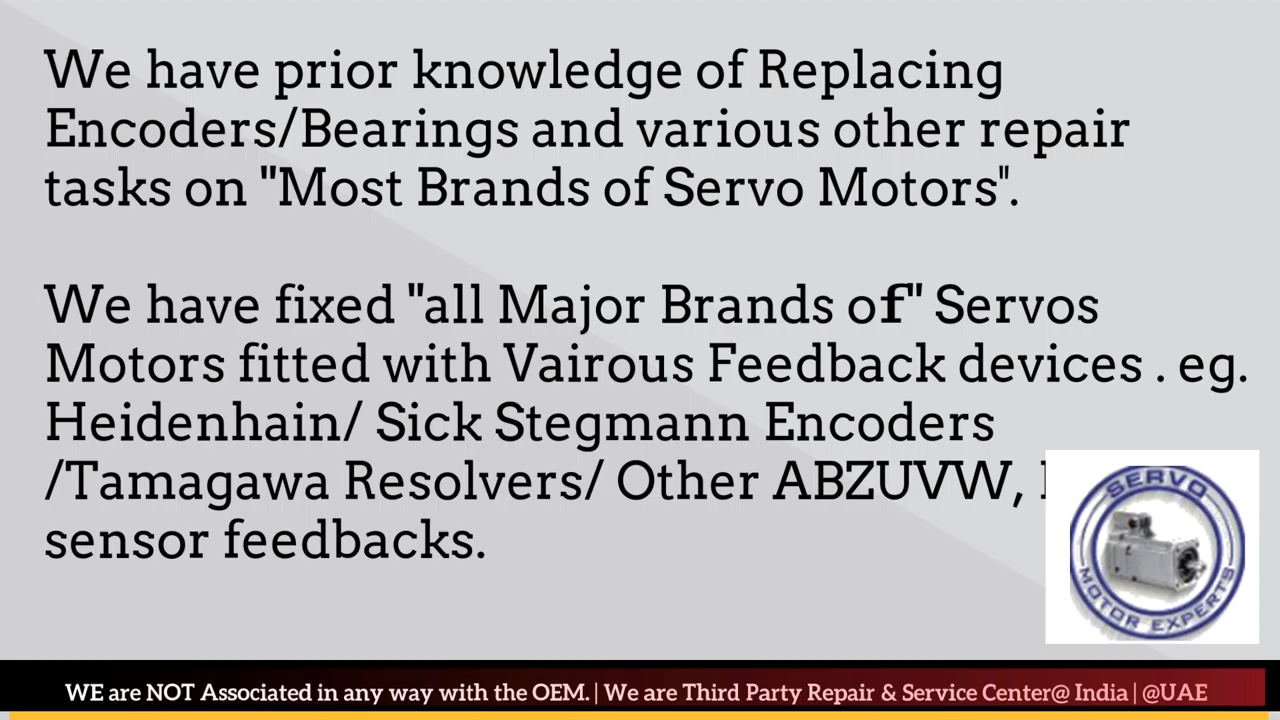 We have prior knowledge of Replacing
Encoders/Bearings and various other repair
tasks on "Most Brands of Servo Motors".
We have fixed "all Major Brands of" Servos
Motors fitted with Vairous Feedback devices . eg.
Heidenhain/ Sick Stegmann Encoders
/Tamagawa Resolvers/ Other ABZUVW,
sensor feedbacks.
SERVO
MOTOR EXPERTS
WE are NOT Associated in any way with the OEM. | We are Third Party Repair & Service Center@ India | @UAE